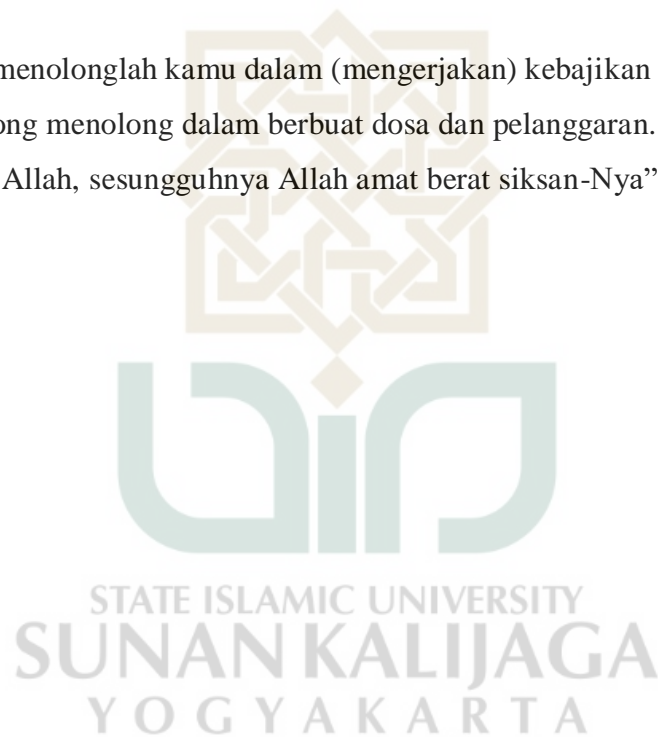 menolonglah kamu dalam (mengerjakan) kebajikan
ong menolong dalam berbuat dosa dan pelanggaran.
Allah, sesungguhnya Allah amat berat siksan-Nya”
STATE ISLAMIC UNIVERSITY
SUNAN KALIJAGA
YOGYAKARTA